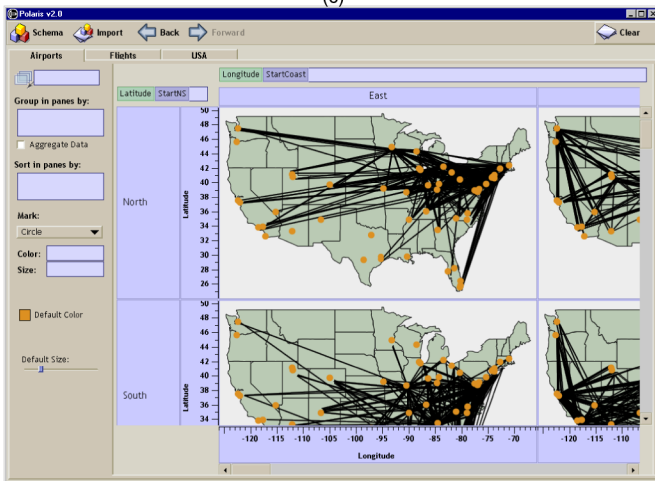 (c)
Polaris v2.0
Schema Import Back Forward Clear
Airports Flights USA
Longitude StartCoast
Latitude StartNS
East
Group in panes by:
Aggregate Data
Sort in panes by:
Mark:
Circle
Color:
Size:
Default Color
Default Size:
North
Latitude
50
48
46
44
42
40
38
36
34
32
30
28
26
South
Latitude
50
48
46
44
42
40
38
36
34
-120 -115 -110 -105 -100 -95 -90 -85 -80 -75 -70 -120 -115 -110
Longitude